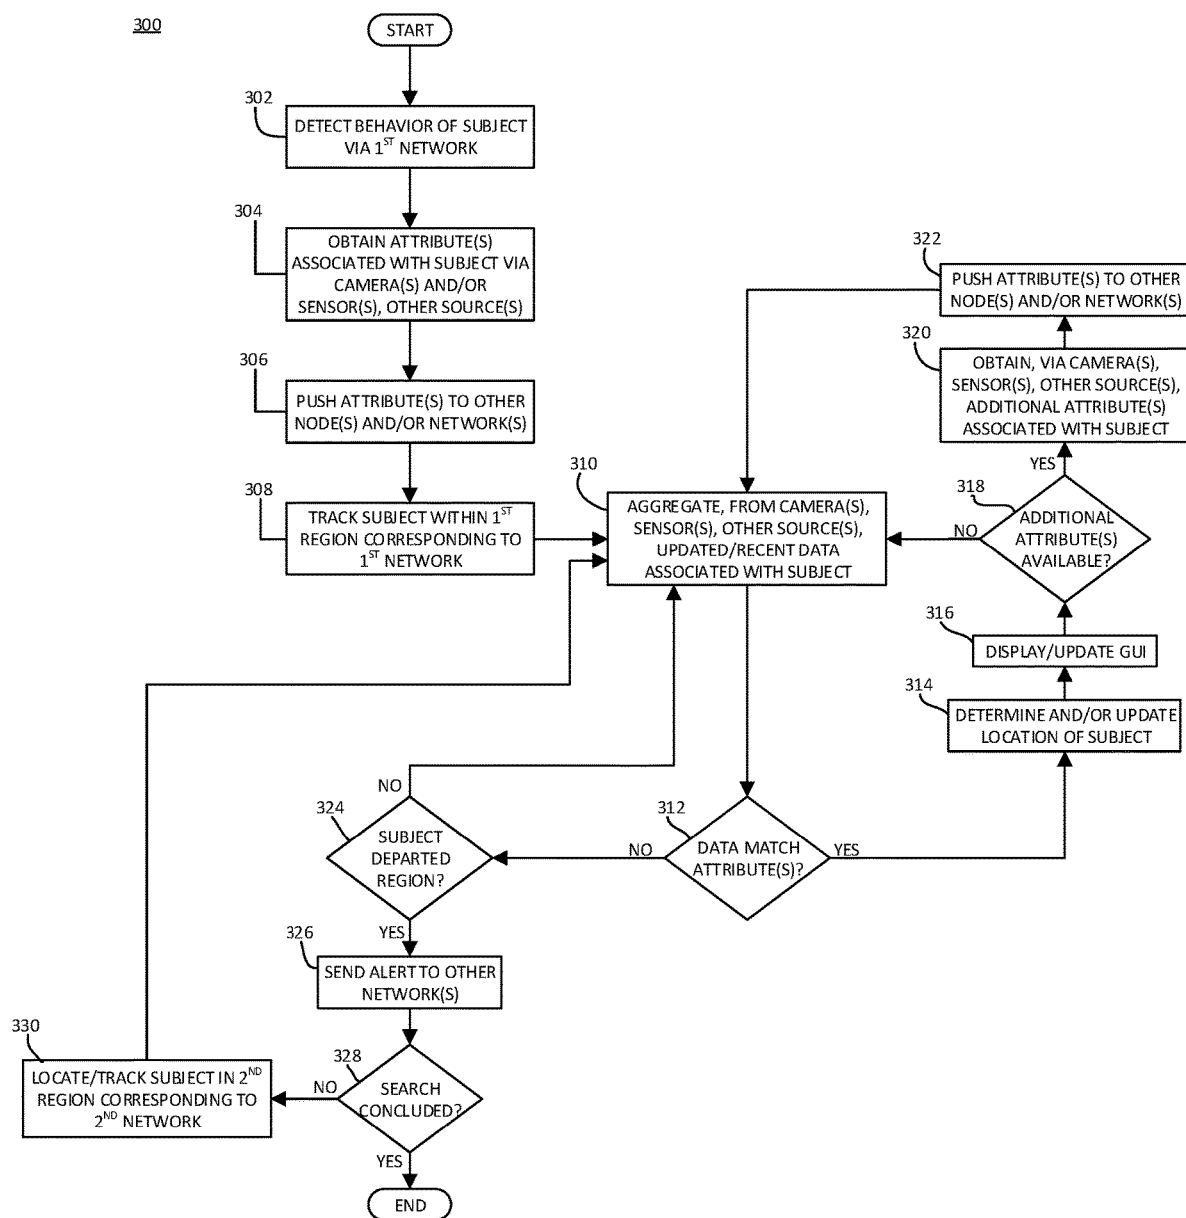 300
START
302
DETECT BEHAVIOR OF SUBJECT
VIA 1ST NETWORK
304
OBTAIN ATTRIBUTE(S)
ASSOCIATED WITH SUBJECT VIA
CAMERA(S) AND/OR
SENSOR(S), OTHER SOURCE(S)
306
PUSH ATTRIBUTE(S) TO OTHER
NODE(S) AND/OR NETWORK(S)
308
TRACK SUBJECT WITHIN 1ST
REGION CORRESPONDING TO
1ST NETWORK
310
AGGREGATE, FROM CAMERA(S),
SENSOR(S), OTHER SOURCE(S),
UPDATED/RECENT DATA
ASSOCIATED WITH SUBJECT
322
PUSH ATTRIBUTE(S) TO OTHER
NODE(S) AND/OR NETWORK(S)
320
OBTAIN, VIA CAMERA(S),
SENSOR(S), OTHER SOURCE(S),
ADDITIONAL ATTRIBUTE(S)
ASSOCIATED WITH SUBJECT
YES
318
ADDITIONAL
ATTRIBUTE(S)
AVAILABLE?
NO
316
DISPLAY/UPDATE GUI
314
DETERMINE AND/OR UPDATE
LOCATION OF SUBJECT
312
DATA MATCH
ATTRIBUTE(S)?
YES
NO
324
SUBJECT
DEPARTED
REGION?
NO
YES
326
SEND ALERT TO OTHER
NETWORK(S)
328
SEARCH
CONCLUDED?
NO
330
LOCATE/TRACK SUBJECT IN 2ND
REGION CORRESPONDING TO
2ND NETWORK
YES
END